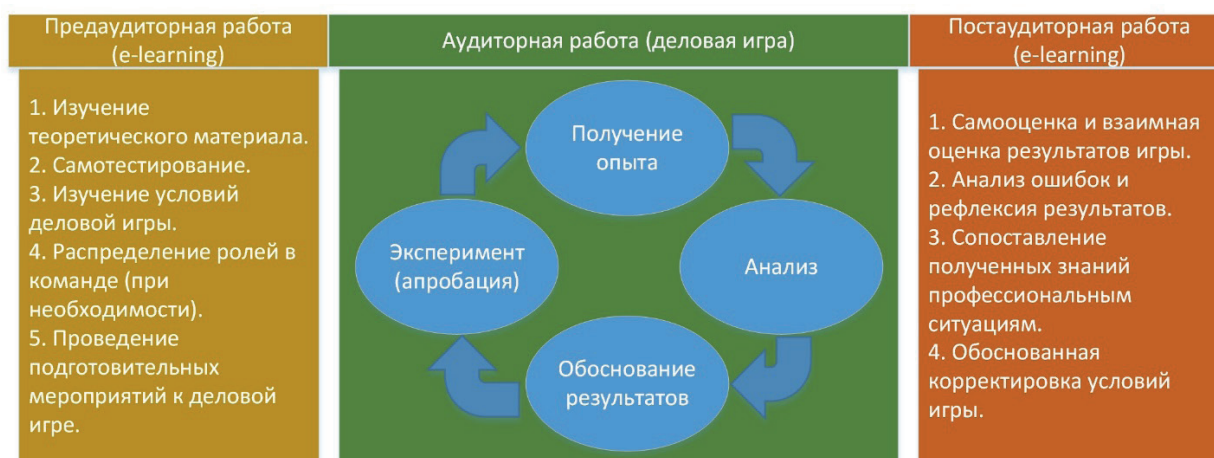 Предаудиторная работа
(e-learning)
Аудиторная работа (деловая игра)
Постаудиторная работа
(e-learning)
1. Изучение
теоретического материала.
2. Самотестирование.
3. Изучение условий
деловой игры.
4. Распределение ролей в
команде (при
необходимости).
5. Проведение
подготовительных
мероприятий к деловой
игре.
Получение
опыта
Анализ
Обоснование
результатов
Эксперимент
(апробация)
1. Самооценка и взаимная
оценка результатов игры.
2. Анализ ошибок и
рефлексия результатов.
3. Сопоставление
полученных знаний
профессиональным
ситуациям.
4. Обоснованная
корректировка условий
игры.